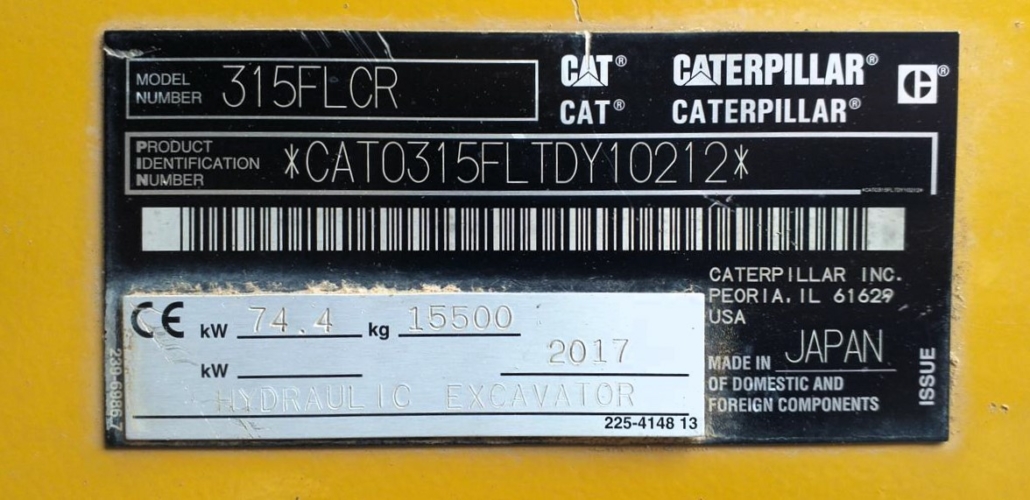 MODEL NUMBER 315FLCR
CAT® CATERPILLAR®
CAT® CATERPILLAR®
PRODUCT IDENTIFICATION NUMBER *CAT0315FLTDY10212*
*CAT0315FLTDY10212*
CE kW 74.4 kg 15500
kW 2017
HYDRAULIC EXCAVATOR
225-4148 13
CATERPILLAR INC.
PEORIA, IL 61629
USA
MADE IN JAPAN
OF DOMESTIC AND
FOREIGN COMPONENTS
ISSUE